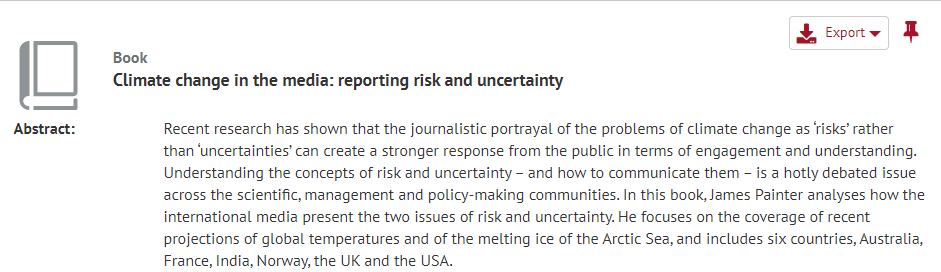 Export
Book
Climate change in the media: reporting risk and uncertainty
Abstract:
Recent research has shown that the journalistic portrayal of the problems of climate change as ‘risks’ rather
than ‘uncertainties’ can create a stronger response from the public in terms of engagement and understanding.
Understanding the concepts of risk and uncertainty – and how to communicate them – is a hotly debated issue
across the scientific, management and policy-making communities. In this book, James Painter analyses how the
international media present the two issues of risk and uncertainty. He focuses on the coverage of recent
projections of global temperatures and of the melting ice of the Arctic Sea, and includes six countries, Australia,
France, India, Norway, the UK and the USA.